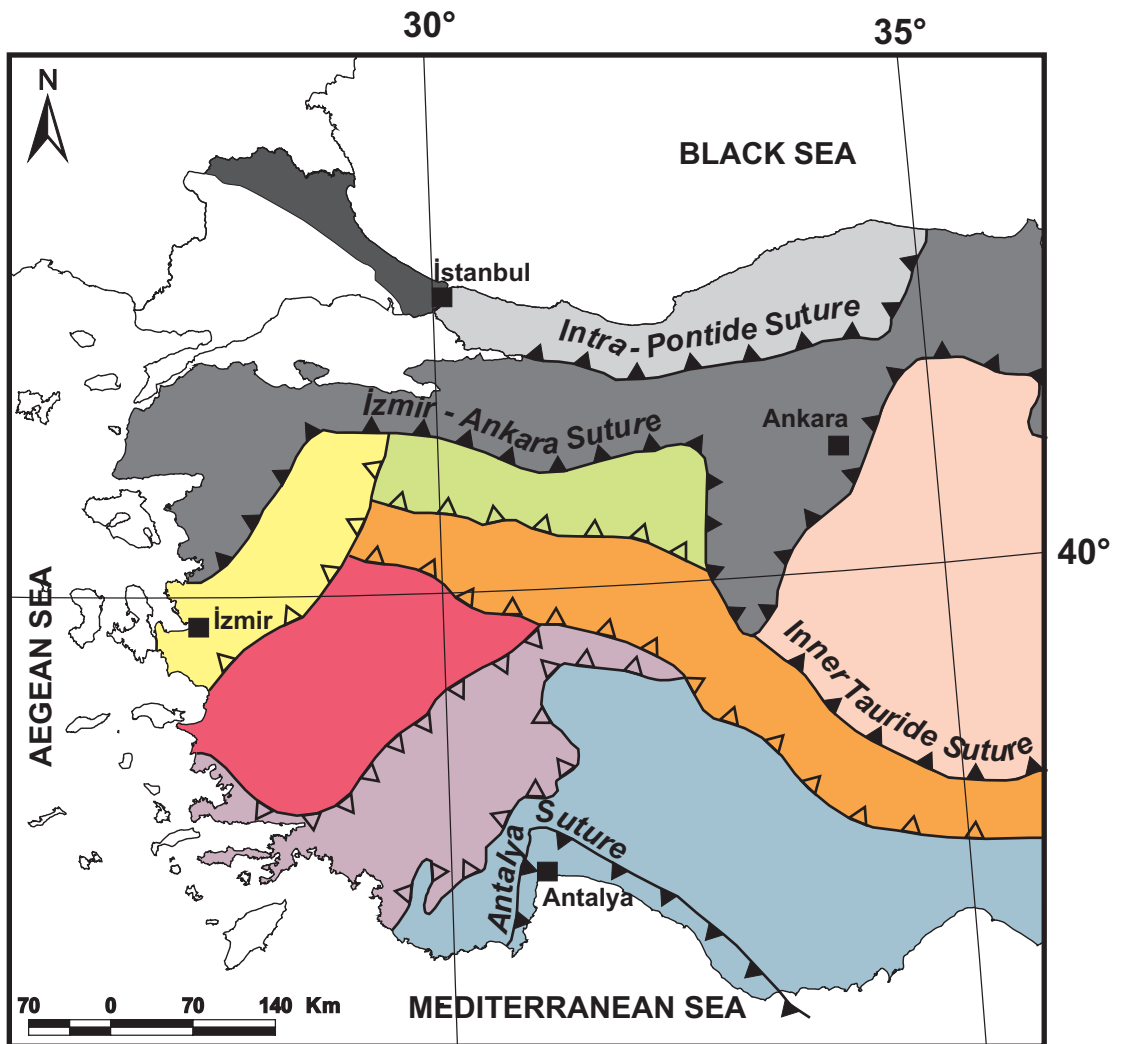 30°
35°
N
BLACK SEA
İstanbul
Intra - Pontide Suture
İzmir - Ankara Suture
Ankara
40°
AEGEAN SEA
İzmir
Inner Tauride Suture
Antalya Suture
Antalya
70 0 70 140 Km
MEDITERRANEAN SEA